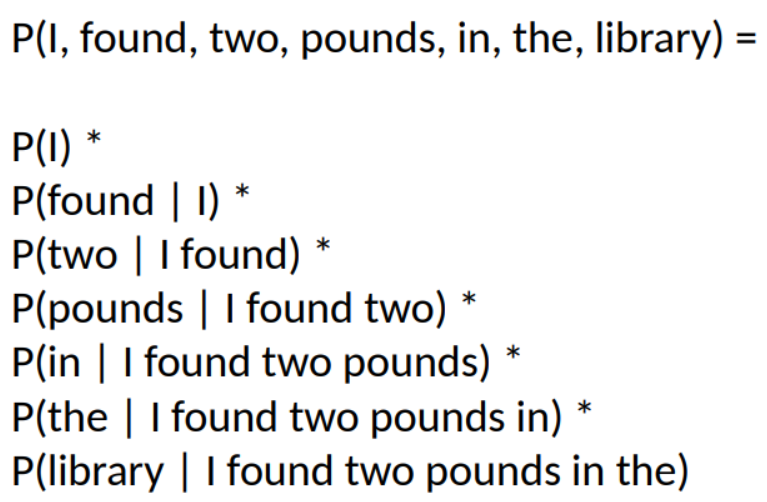 P(I, found, two, pounds, in, the, library) =
P(I) *
P(found | I) *
P(two | I found) *
P(pounds | I found two) *
P(in | I found two pounds) *
P(the | I found two pounds in) *
P(library | I found two pounds in the)